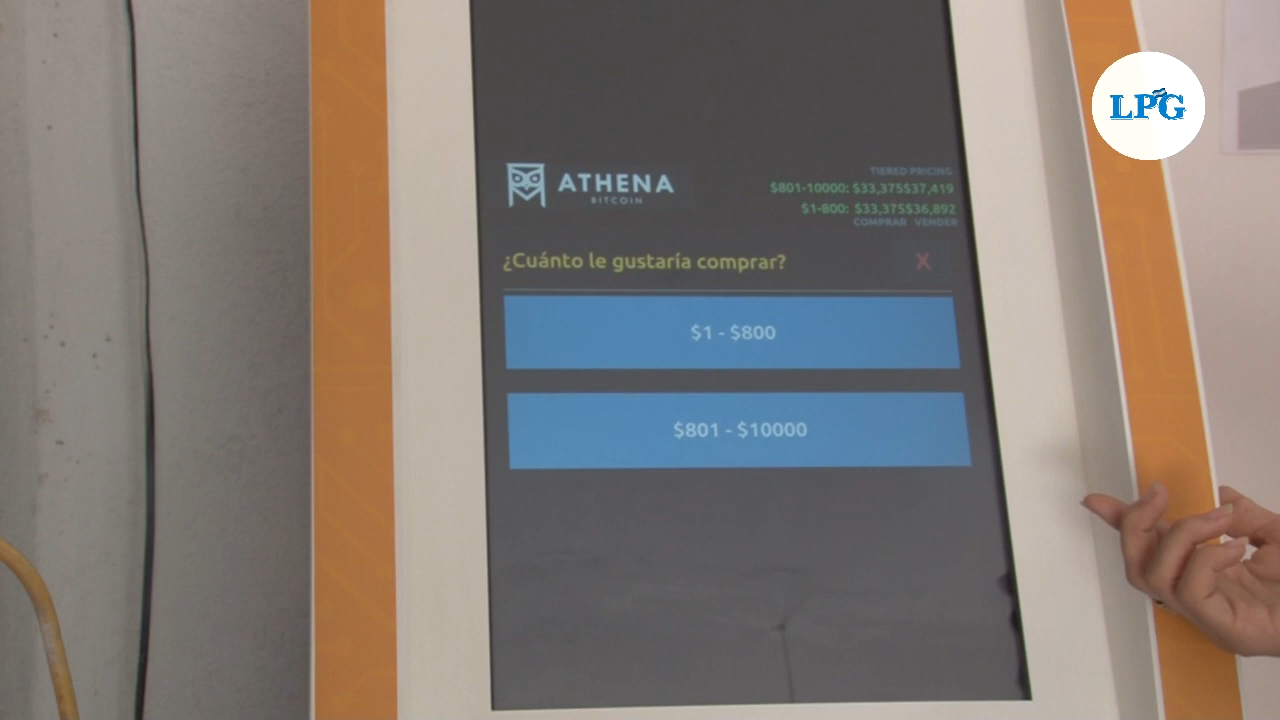 LPG
ATHENA
BITCOIN
TIERED PRICING
$801-10000: $33,375$37,419
$1-800: $33,375$36,892
COMPRAR VENDER
¿Cuánto le gustaría comprar?
X
$1 - $800
$801 - $10000